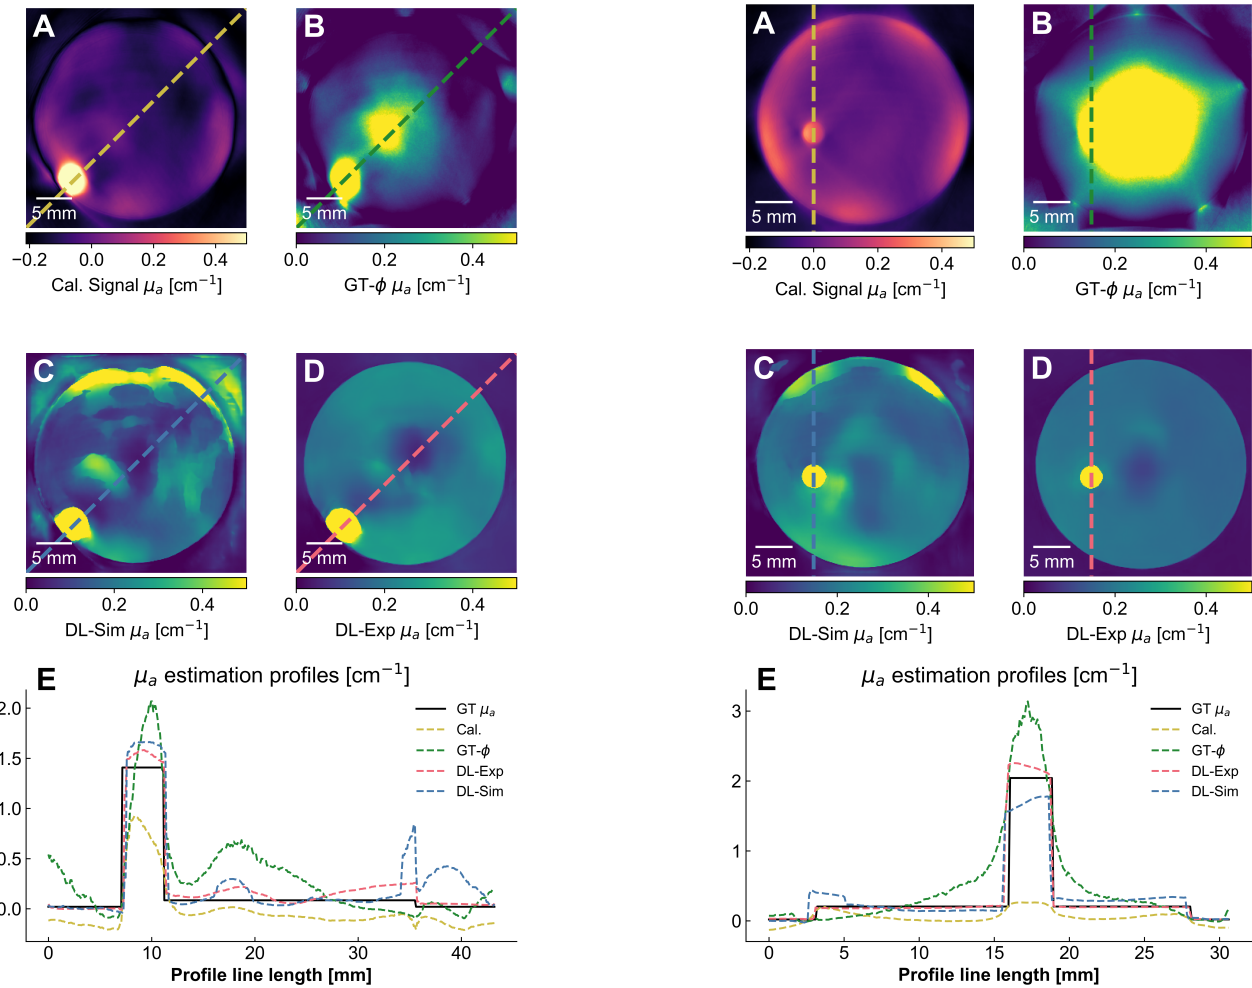 A
B
5 mm
5 mm
−0.2 0.0 0.2 0.4
0.0 0.2 0.4
Cal. Signal μa [cm⁻¹]
GT-ϕ μa [cm⁻¹]
C
D
5 mm
5 mm
0.0 0.2 0.4
0.0 0.2 0.4
DL-Sim μa [cm⁻¹]
DL-Exp μa [cm⁻¹]
E
μa estimation profiles [cm⁻¹]
2.0
1.5
1.0
0.5
0.0
GT μa
Cal.
GT-ϕ
DL-Exp
DL-Sim
0 10 20 30 40
Profile line length [mm]
A
B
5 mm
5 mm
−0.2 0.0 0.2 0.4
0.0 0.2 0.4
Cal. Signal μa [cm⁻¹]
GT-ϕ μa [cm⁻¹]
C
D
5 mm
5 mm
0.0 0.2 0.4
0.0 0.2 0.4
DL-Sim μa [cm⁻¹]
DL-Exp μa [cm⁻¹]
E
μa estimation profiles [cm⁻¹]
3
2
1
0
GT μa
Cal.
GT-ϕ
DL-Exp
DL-Sim
0 5 10 15 20 25 30
Profile line length [mm]